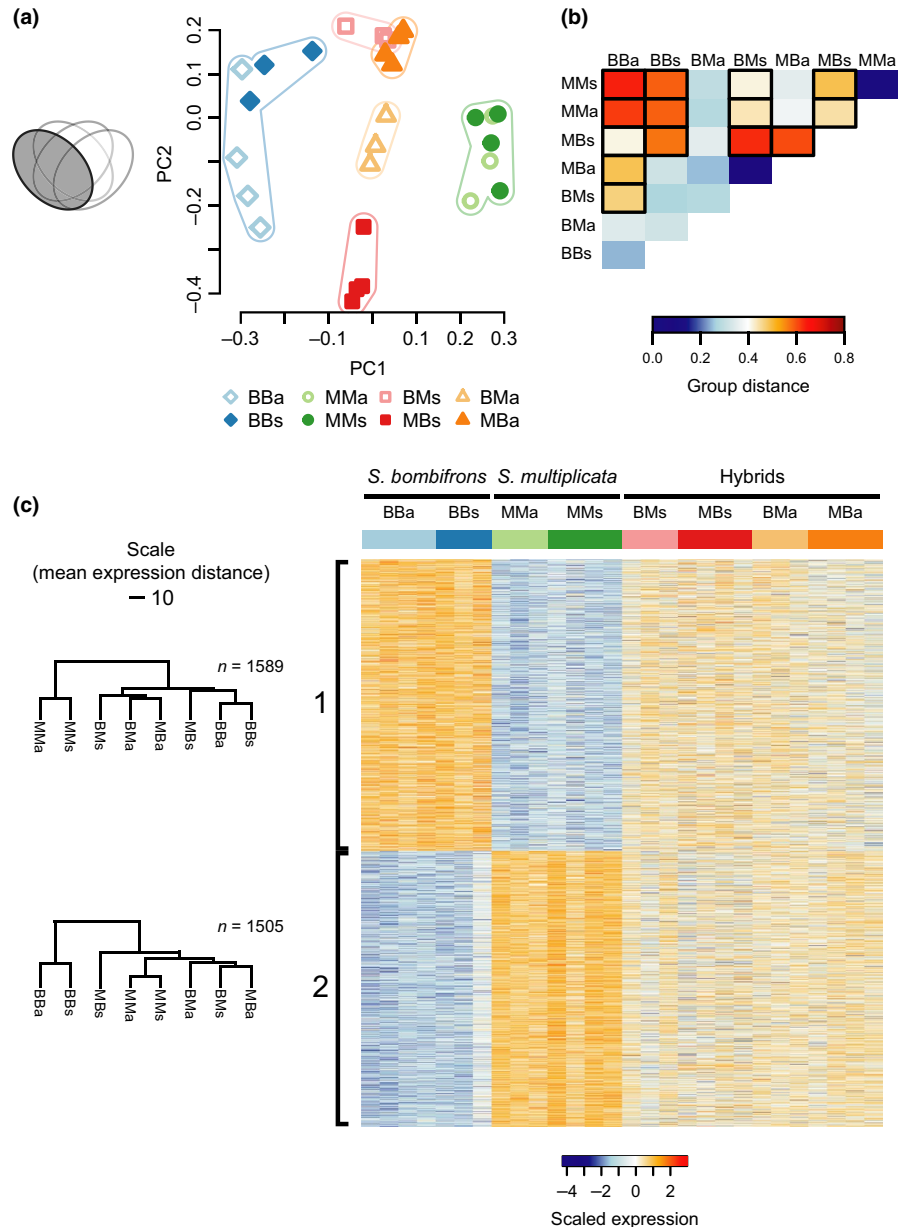 (a)
0.2
0.1
0.0
−0.2
−0.4
PC2
−0.3
−0.1
0.1
0.2
0.3
PC1
BBa MMa BMs BMa
BBs MMs MBs MBa
(b)
BBa BBs BMa BMs MBa MBs MMa
MMs
MMa
MBs
MBa
BMs
BMa
BBs
0.0 0.2 0.4 0.6 0.8
Group distance
(c)
Scale
(mean expression distance)
10
n = 1589
MMa MMs BMs BMa MBa MBs BBa BBs
n = 1505
BBa BBs MBs MMa MMs BMa BMs MBa
S. bombifrons S. multiplicata Hybrids
BBa BBs MMa MMs BMs MBs BMa MBa
1
2
−4 −2 0 2
Scaled expression